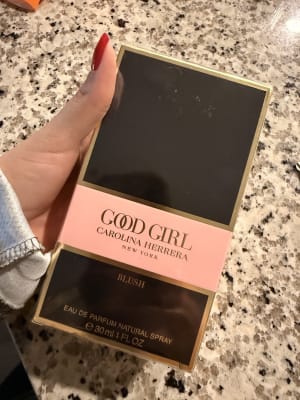 GOOD GIRL
CAROLINA HERRERA
NEW YORK
BLUSH
EAU DE PARFUM NATURAL SPRAY
℮ 30 ml·1 FL OZ